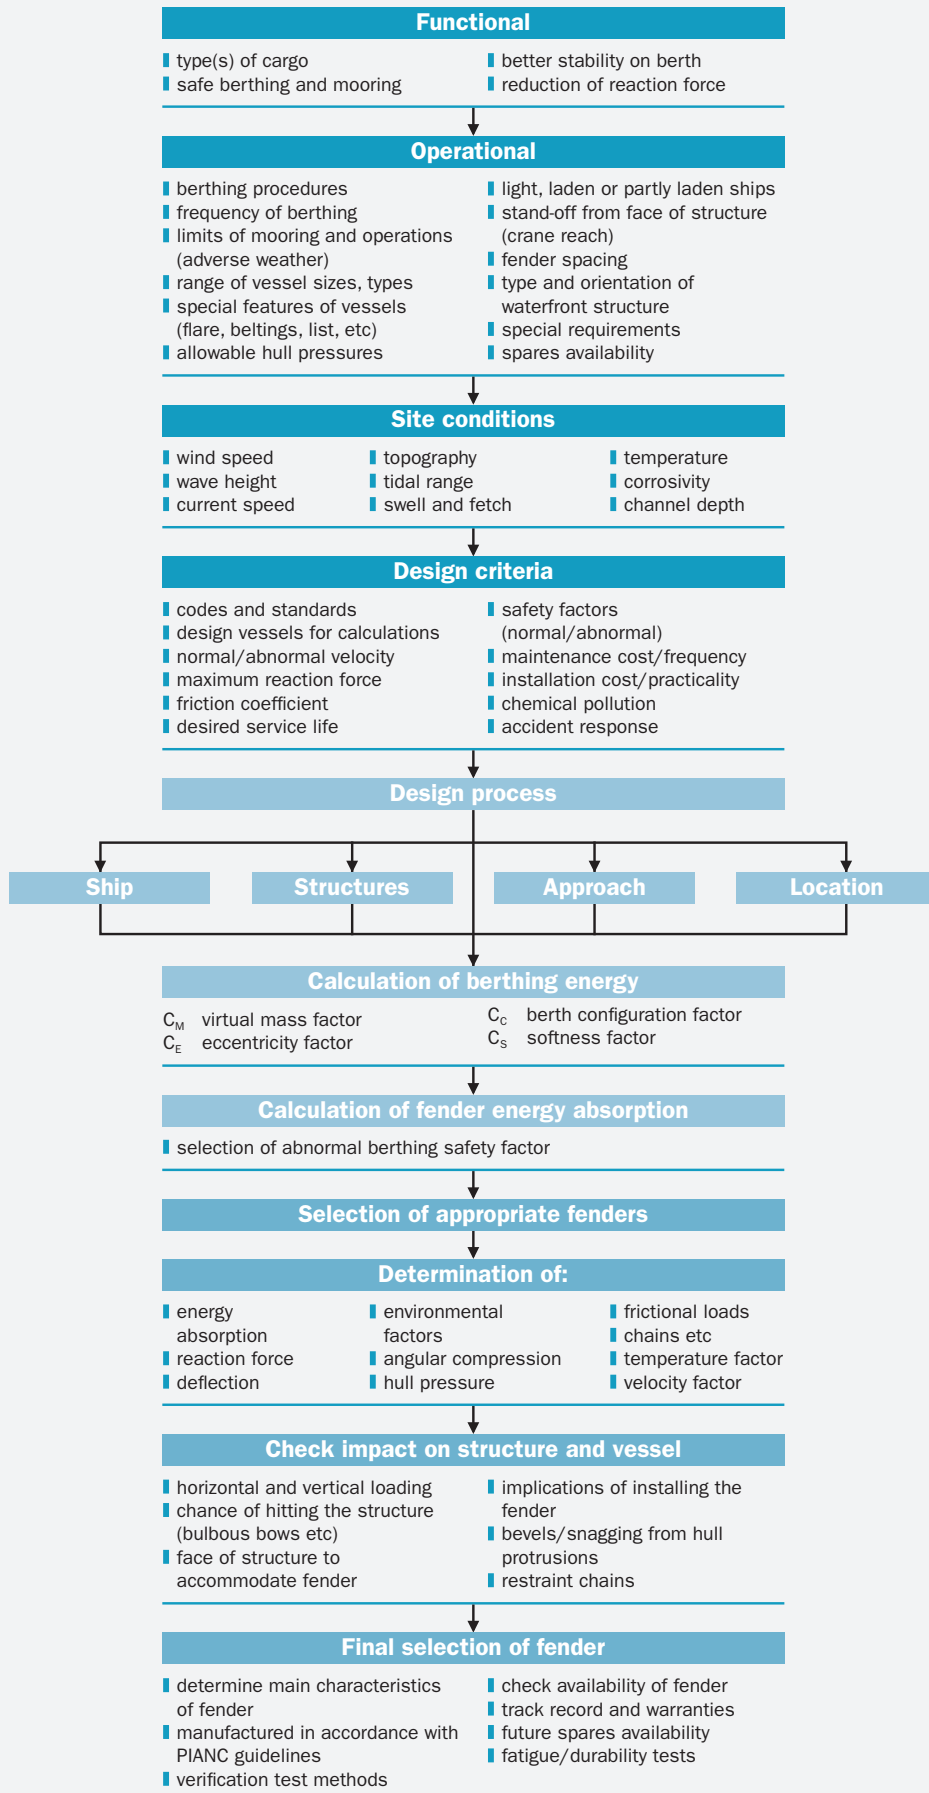 Functional
type(s) of cargo
safe berthing and mooring
better stability on berth
reduction of reaction force
Operational
berthing procedures
frequency of berthing
limits of mooring and operations
(adverse weather)
range of vessel sizes, types
special features of vessels
(flare, beltings, list, etc)
allowable hull pressures
light, laden or partly laden ships
stand-off from face of structure
(crane reach)
fender spacing
type and orientation of
waterfront structure
special requirements
spares availability
Site conditions
wind speed
wave height
current speed
topography
tidal range
swell and fetch
temperature
corrosivity
channel depth
Design criteria
codes and standards
design vessels for calculations
normal/abnormal velocity
maximum reaction force
friction coefficient
desired service life
safety factors
(normal/abnormal)
maintenance cost/frequency
installation cost/practicality
chemical pollution
accident response
Design process
Ship
Structures
Approach
Location
Calculation of berthing energy
CM virtual mass factor
CE eccentricity factor
CC berth configuration factor
CS softness factor
Calculation of fender energy absorption
selection of abnormal berthing safety factor
Selection of appropriate fenders
Determination of:
energy
absorption
reaction force
deflection
environmental
factors
angular compression
hull pressure
frictional loads
chains etc
temperature factor
velocity factor
Check impact on structure and vessel
horizontal and vertical loading
chance of hitting the structure
(bulbous bows etc)
face of structure to
accommodate fender
implications of installing the
fender
bevels/snagging from hull
protrusions
restraint chains
Final selection of fender
determine main characteristics
of fender
manufactured in accordance with
PIANC guidelines
verification test methods
check availability of fender
track record and warranties
future spares availability
fatigue/durability tests